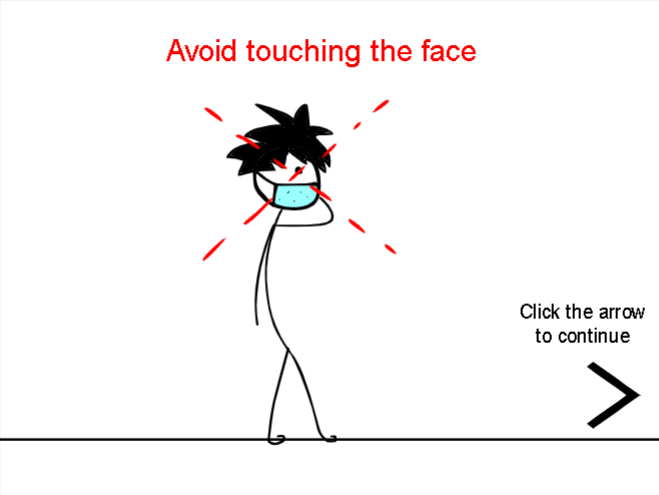 Avoid touching the face
Click the arrow
to continue